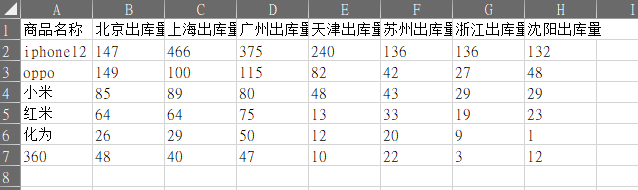 A B C D E F G H I
1 商品名称 北京出库量 上海出库量 广州出库量 天津出库量 苏州出库量 浙江出库量 沈阳出库量
2 iphone12 147 466 375 240 136 136 132
3 oppo 149 100 115 82 42 27 48
4 小米 85 89 80 48 43 29 29
5 红米 64 64 75 13 33 19 23
6 化为 26 29 50 12 20 9 1
7 360 48 40 47 10 22 3 12
8